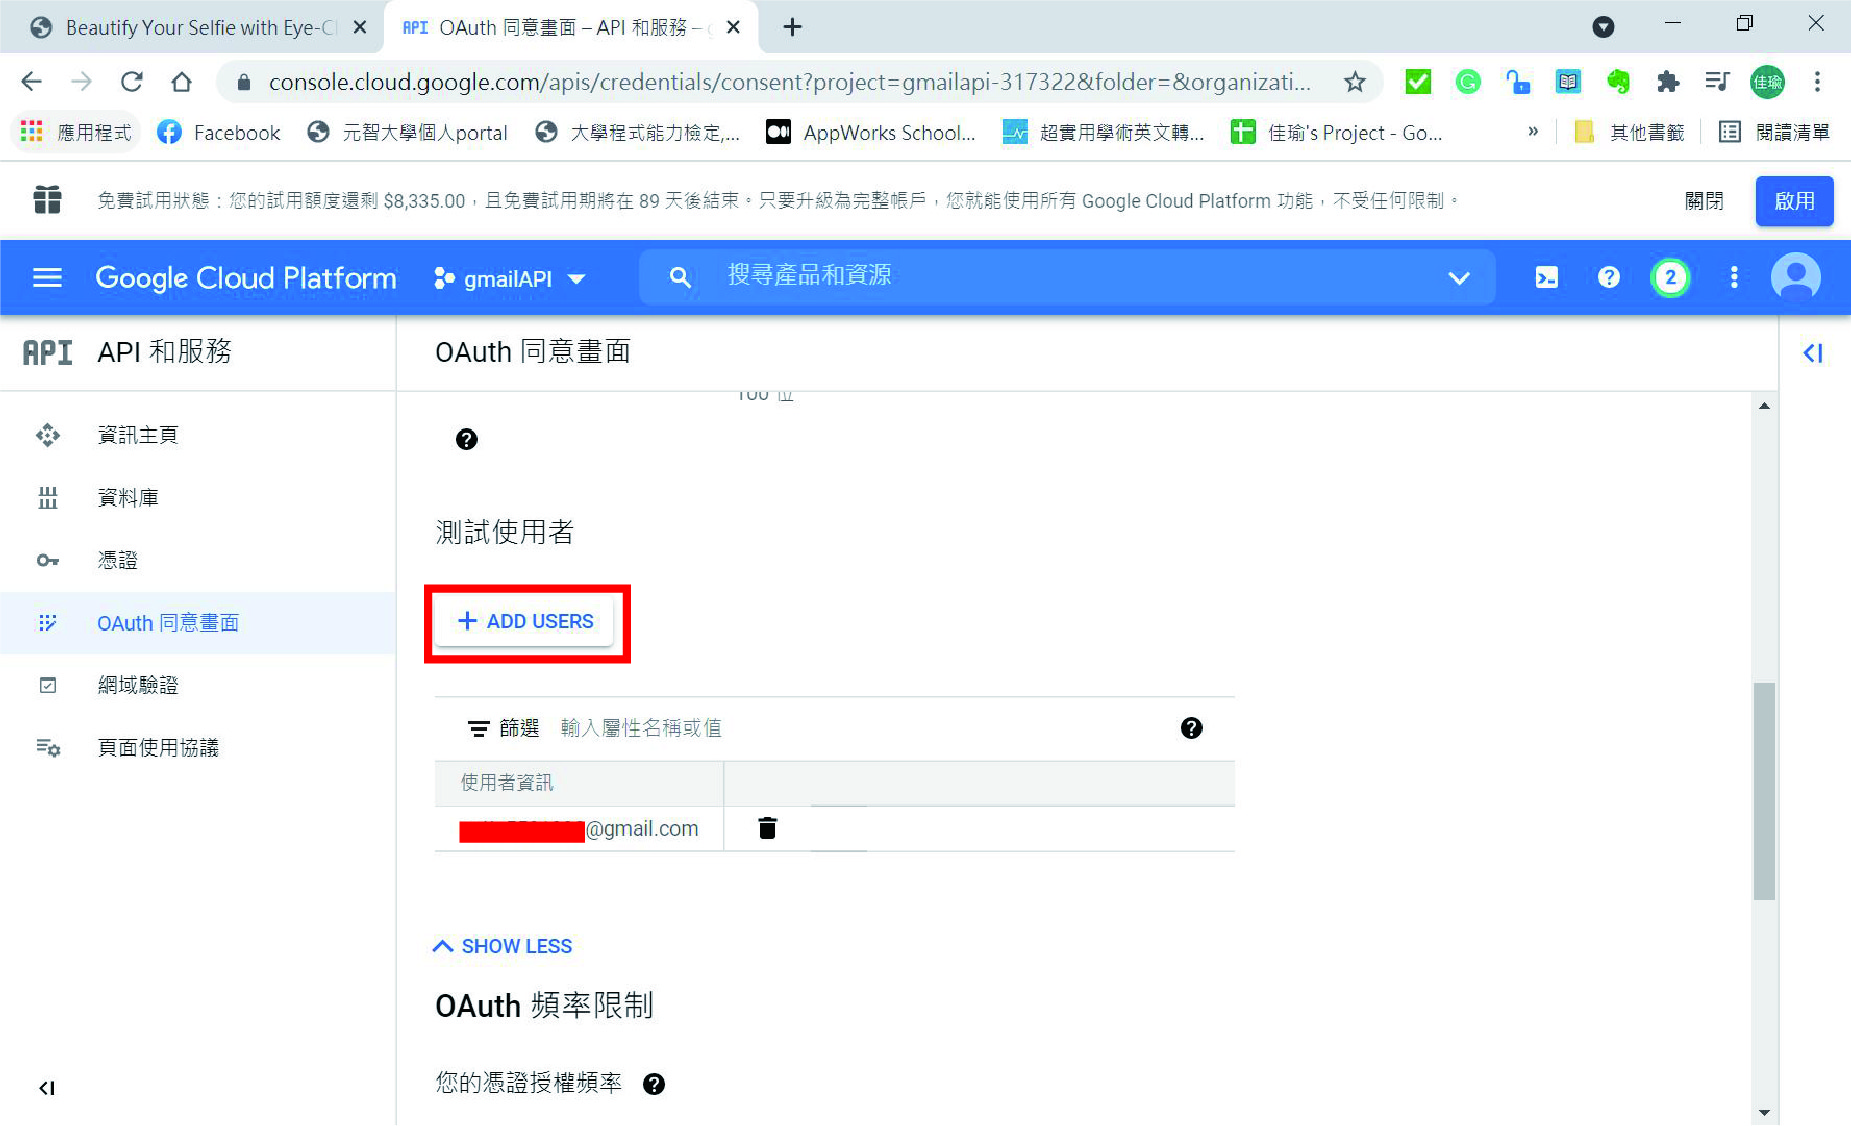 Beautify Your Selfie with Eye-Cl
API OAuth 同意畫面 – API 和服務 –
console.cloud.google.com/apis/credentials/consent?project=gmailapi-317322&folder=&organizati...
佳瑜
應用程式 Facebook 元智大學個人portal 大學程式能力檢定,... AppWorks School... 超實用學術英文轉... 佳瑜's Project - Go... » 其他書籤 閱讀清單
免費試用狀態：您的試用額度還剩 $8,335.00，且免費試用期將在 89 天後結束。只要升級為完整帳戶，您就能使用所有 Google Cloud Platform 功能，不受任何限制。 關閉 啟用
Google Cloud Platform gmailAPI 搜尋產品和資源 2
API API 和服務 OAuth 同意畫面
100 位
資訊主頁
資料庫
憑證
OAuth 同意畫面
網域驗證
頁面使用協議
測試使用者
+ ADD USERS
篩選 輸入屬性名稱或值
使用者資訊
@gmail.com
SHOW LESS
OAuth 頻率限制
您的憑證授權頻率